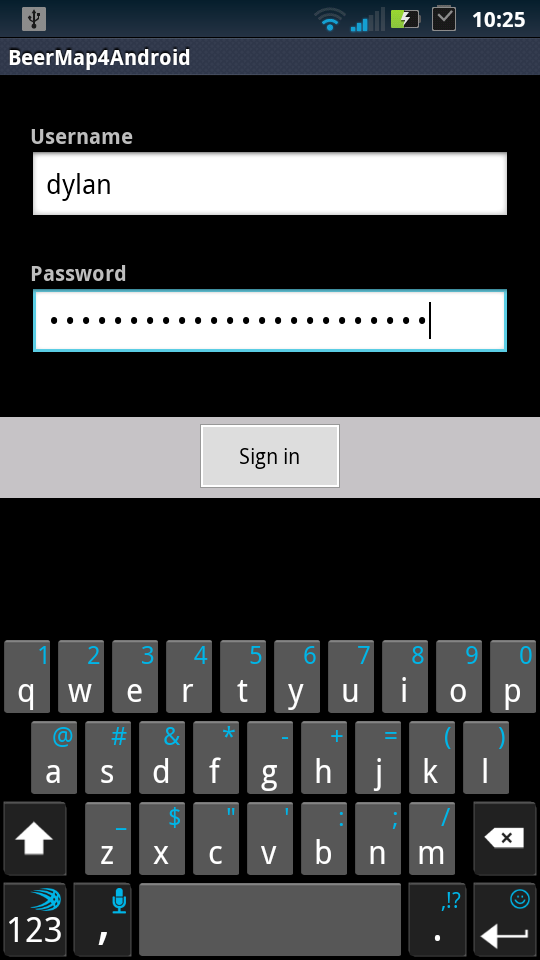 10:25
BeerMap4Android
Username
dylan
Password
••••••••••••••••••••••••
Sign in
1 2 3 4 5 6 7 8 9 0
q w e r t y u i o p
@ # & * - + = ( )
a s d f g h j k l
_ $ " ' : ; /
z x c v b n m
,!?
123 , .